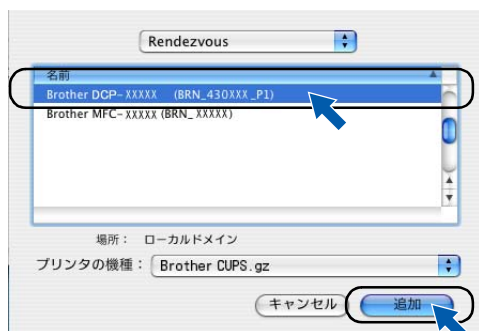 Rendezvous
名前
Brother DCP-XXXXX (BRN_430XXX_P1)
Brother MFC-XXXXX (BRN_XXXXX)
場所： ローカルドメイン
プリンタの機種： Brother CUPS.gz
キャンセル 追加